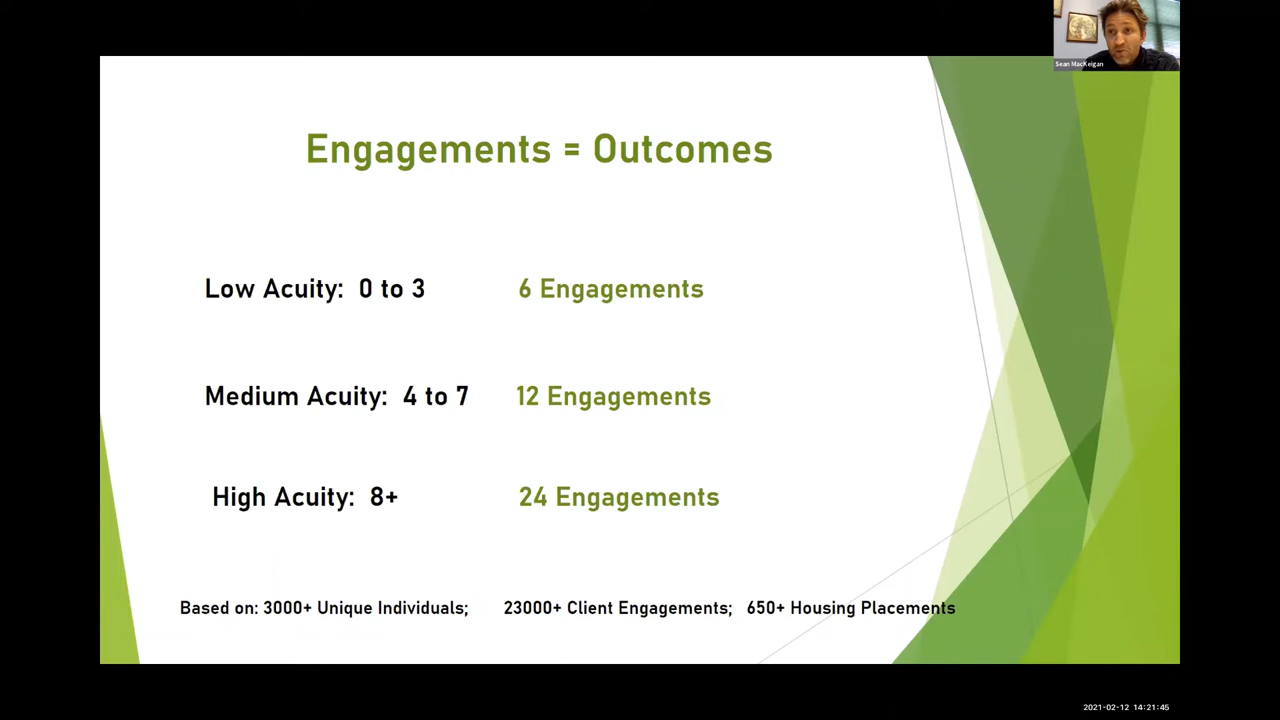 Sean MacKeigan
Engagements = Outcomes
Low Acuity: 0 to 3 6 Engagements
Medium Acuity: 4 to 7 12 Engagements
High Acuity: 8+ 24 Engagements
Based on: 3000+ Unique Individuals; 23000+ Client Engagements; 650+ Housing Placements
2021-02-12 14:21:45